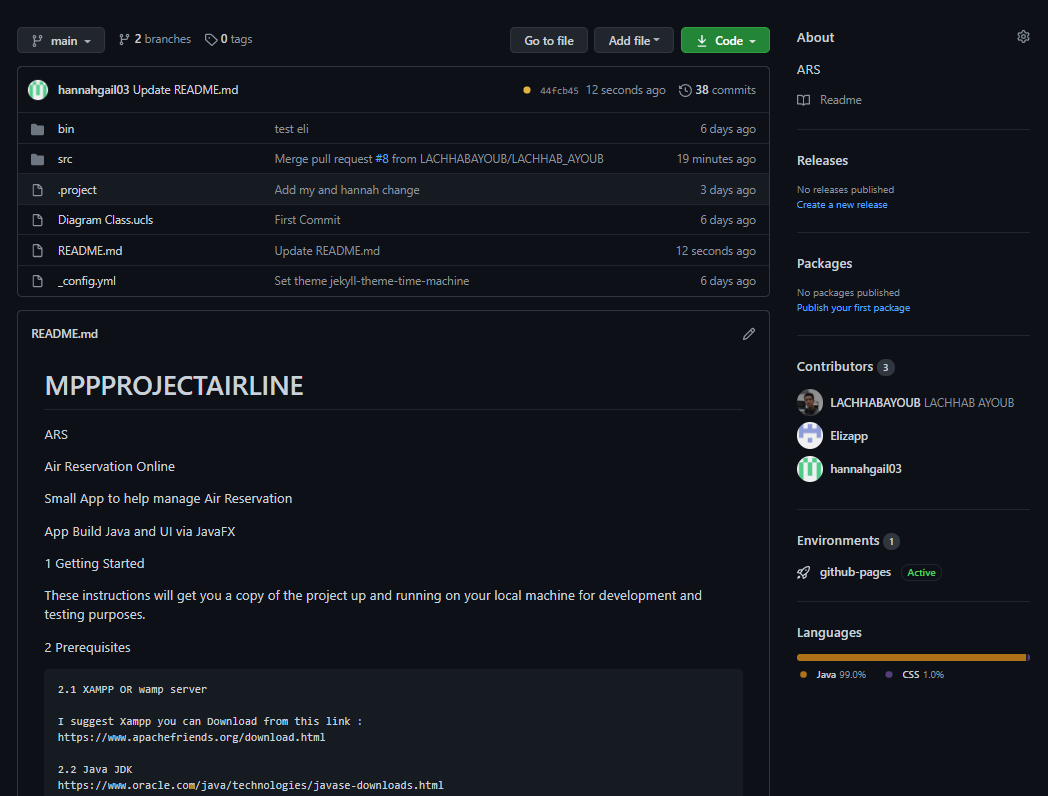 main
2 branches
0 tags
Go to file
Add file
Code
hannahgail03 Update README.md
44fcb45 12 seconds ago
38 commits
bin test eli 6 days ago
src Merge pull request #8 from LACHHABAYOUB/LACHHAB_AYOUB 19 minutes ago
.project Add my and hannah change 3 days ago
Diagram Class.ucls First Commit 6 days ago
README.md Update README.md 12 seconds ago
_config.yml Set theme jekyll-theme-time-machine 6 days ago
README.md
MPPPROJECTAIRLINE
ARS
Air Reservation Online
Small App to help manage Air Reservation
App Build Java and UI via JavaFX
1 Getting Started
These instructions will get you a copy of the project up and running on your local machine for development and
testing purposes.
2 Prerequisites
2.1 XAMPP OR wamp server
I suggest Xampp you can Download from this link :
https://www.apachefriends.org/download.html
2.2 Java JDK
https://www.oracle.com/java/technologies/javase-downloads.html
About
ARS
Readme
Releases
No releases published
Create a new release
Packages
No packages published
Publish your first package
Contributors 3
LACHHABAYOUB LACHHAB AYOUB
Elizapp
hannahgail03
Environments 1
github-pages Active
Languages
Java 99.0% CSS 1.0%